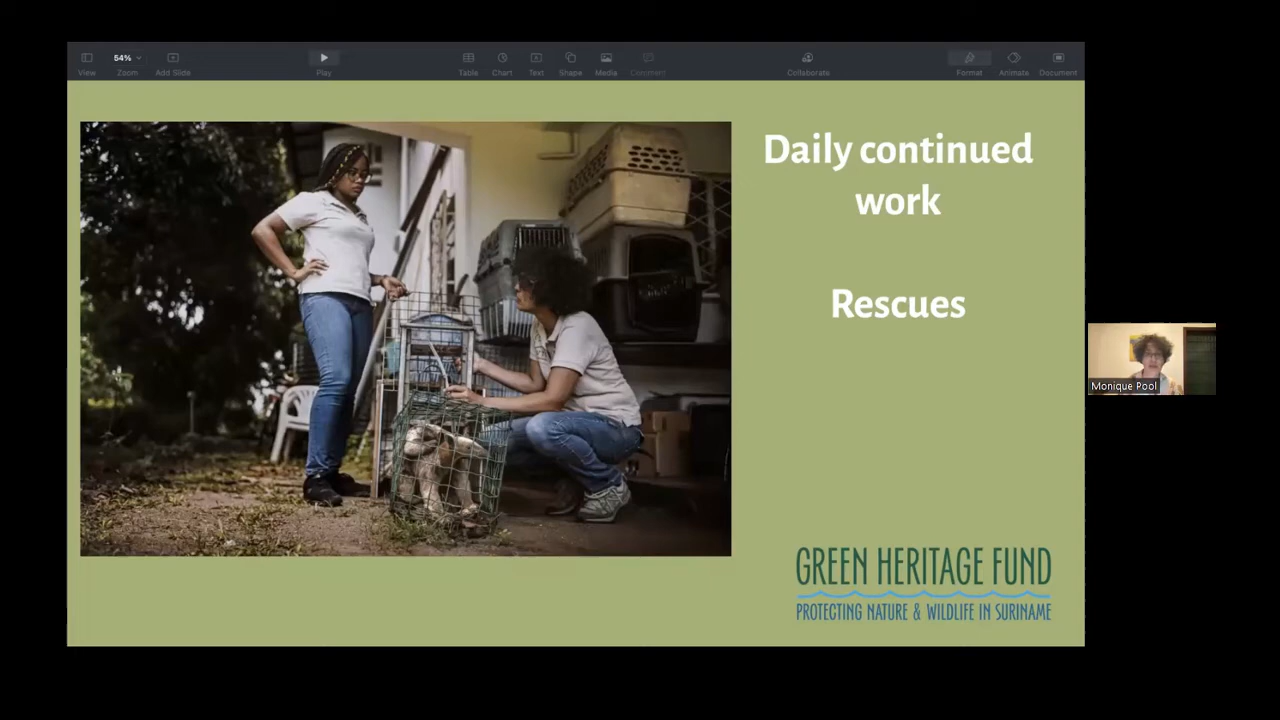 54%
View
Zoom
Add Slide
Play
Table
Chart
Text
Shape
Media
Comment
Collaborate
Format
Animate
Document
Daily continued
work
Rescues
Monique Pool
GREEN HERITAGE FUND
PROTECTING NATURE & WILDLIFE IN SURINAME